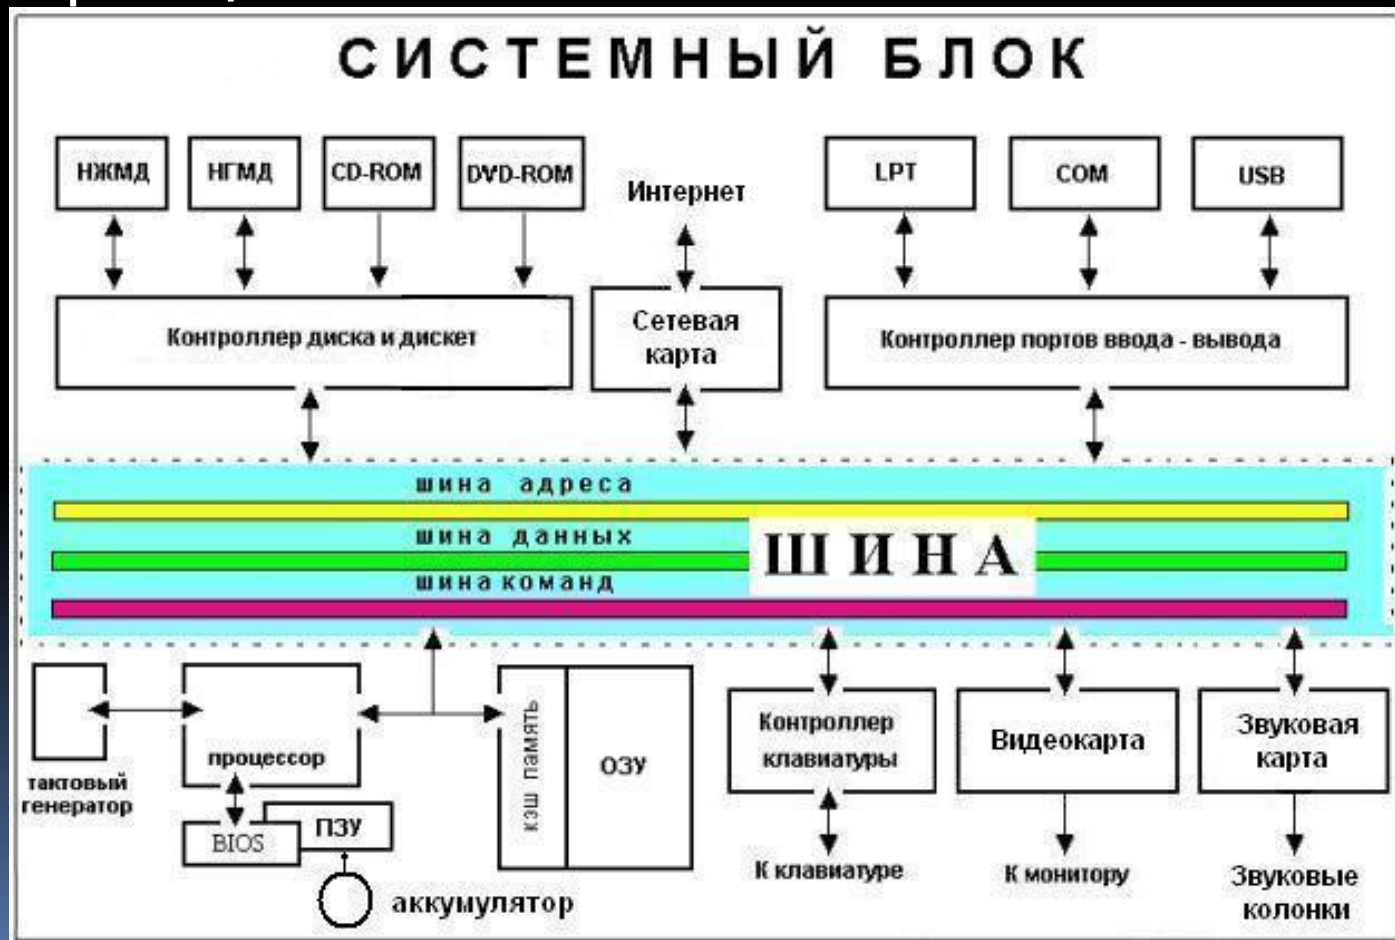 СИСТЕМНЫЙ БЛОК
НЖМД
НГМД
CD-ROM
DVD-ROM
Интернет
LPT
COM
USB
Контроллер диска и дискет
Сетевая
карта
Контроллер портов ввода - вывода
шина адреса
шина данных
ШИНА
шина команд
тактовый
генератор
процессор
BIOS
ПЗУ
аккумулятор
кэш память
ОЗУ
Контроллер
клавиатуры
Видеокарта
Звуковая
карта
К клавиатуре
К монитору
Звуковые
колонки